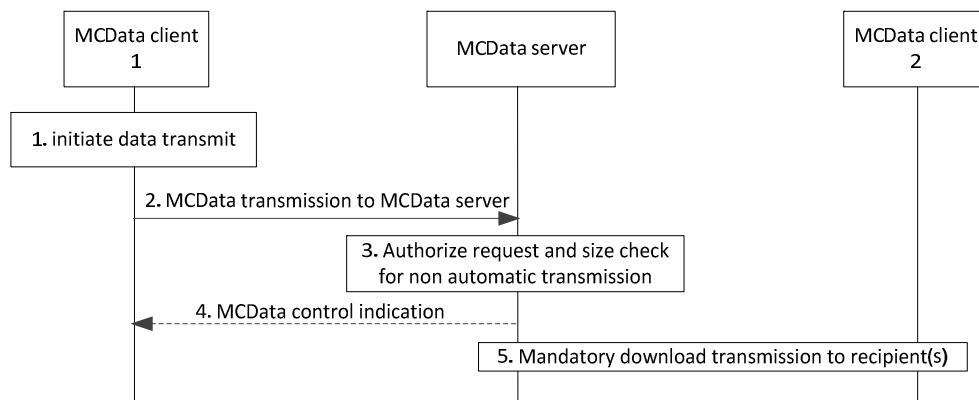 MCData client
1
MCData server
MCData client
2
1. initiate data transmit
2. MCData transmission to MCData server
3. Authorize request and size check
for non automatic transmission
4. MCData control indication
5. Mandatory download transmission to recipient(s)